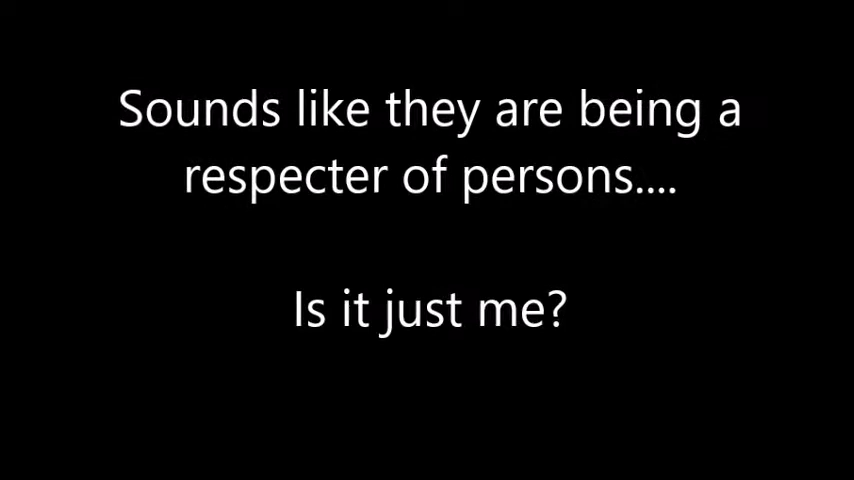 Sounds like they are being a
respecter of persons....
Is it just me?